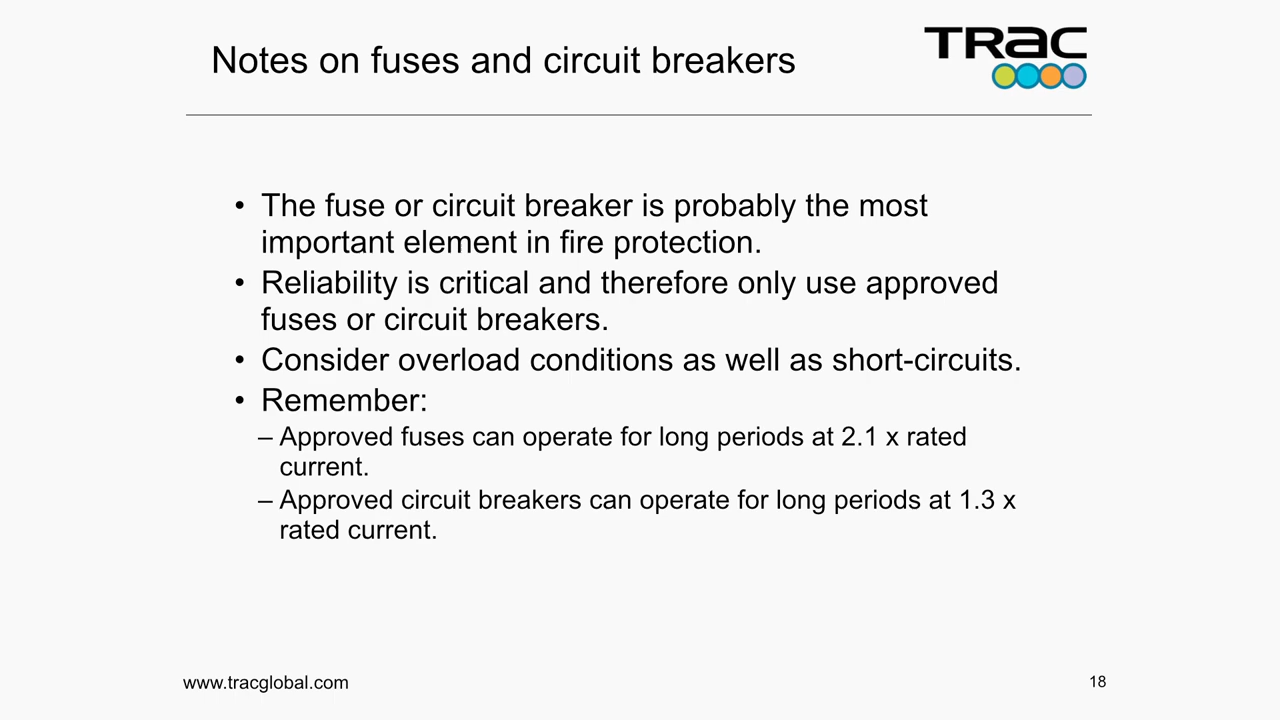 Notes on fuses and circuit breakers
TRac
• The fuse or circuit breaker is probably the most
important element in fire protection.
• Reliability is critical and therefore only use approved
fuses or circuit breakers.
• Consider overload conditions as well as short-circuits.
• Remember:
– Approved fuses can operate for long periods at 2.1 x rated
current.
– Approved circuit breakers can operate for long periods at 1.3 x
rated current.
www.tracglobal.com
18